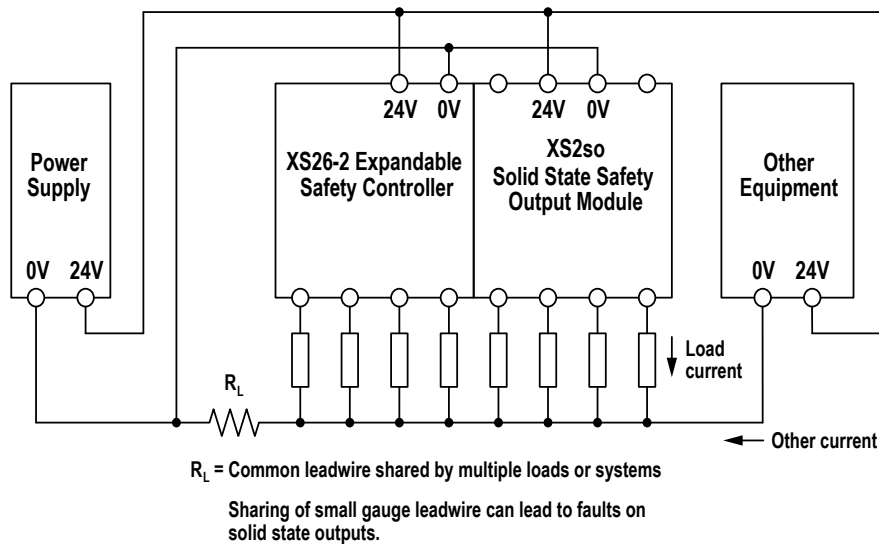 24V 0V 24V 0V
Power
Supply
XS26-2 Expandable
Safety Controller
XS2so
Solid State Safety
Output Module
Other
Equipment
0V 24V
0V 24V
Load
current
R_L
Other current
R_L = Common leadwire shared by multiple loads or systems
Sharing of small gauge leadwire can lead to faults on
solid state outputs.